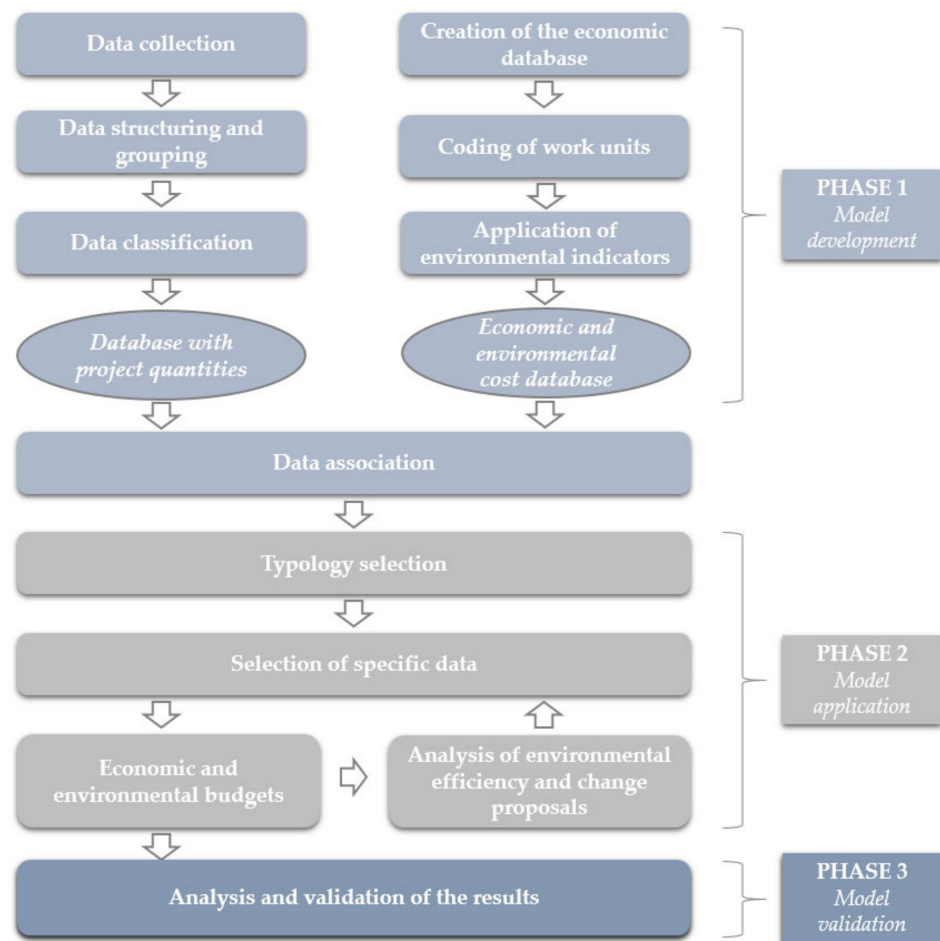 Data collection
Creation of the economic
database
Data structuring and
grouping
Coding of work units
PHASE 1
Model
development
Data classification
Application of
environmental indicators
Database with
project quantities
Economic and
environmental
cost database
Data association
Typology selection
Selection of specific data
PHASE 2
Model
application
Economic and
environmental budgets
Analysis of environmental
efficiency and change
proposals
Analysis and validation of the results
PHASE 3
Model
validation